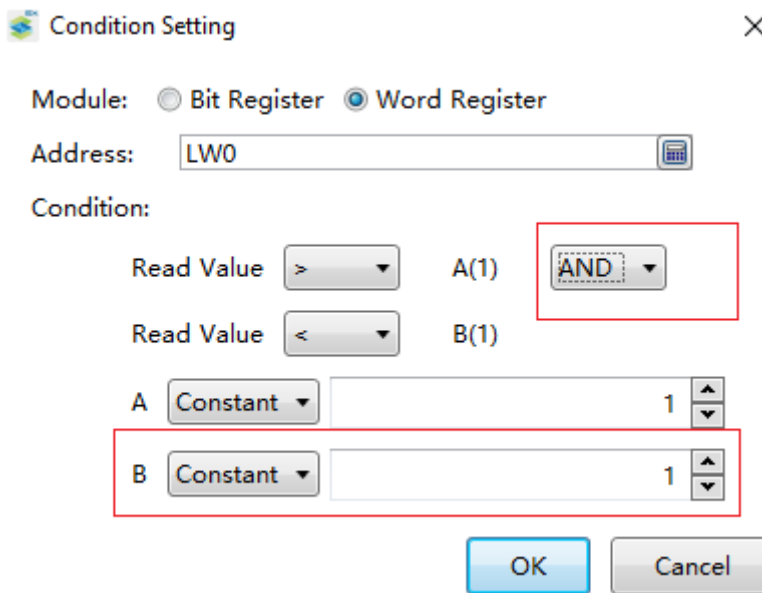 Condition Setting
Module: Bit Register Word Register
Address: LW0
Condition:
Read Value > A(1) AND
Read Value < B(1)
A Constant 1
B Constant 1
OK Cancel